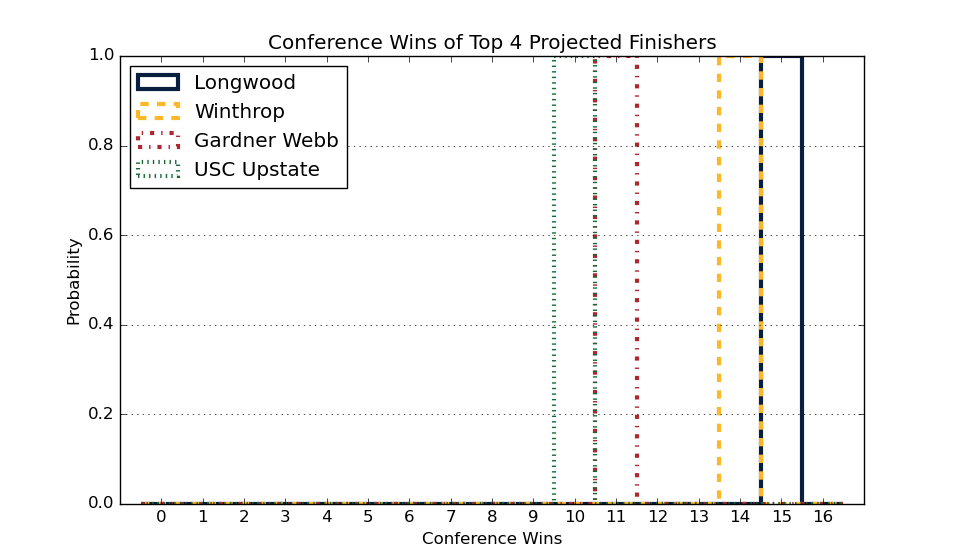 Conference Wins of Top 4 Projected Finishers
1.0
0.8
0.6
0.4
0.2
0.0
Probability
Longwood
Winthrop
Gardner Webb
USC Upstate
0 1 2 3 4 5 6 7 8 9 10 11 12 13 14 15 16
Conference Wins